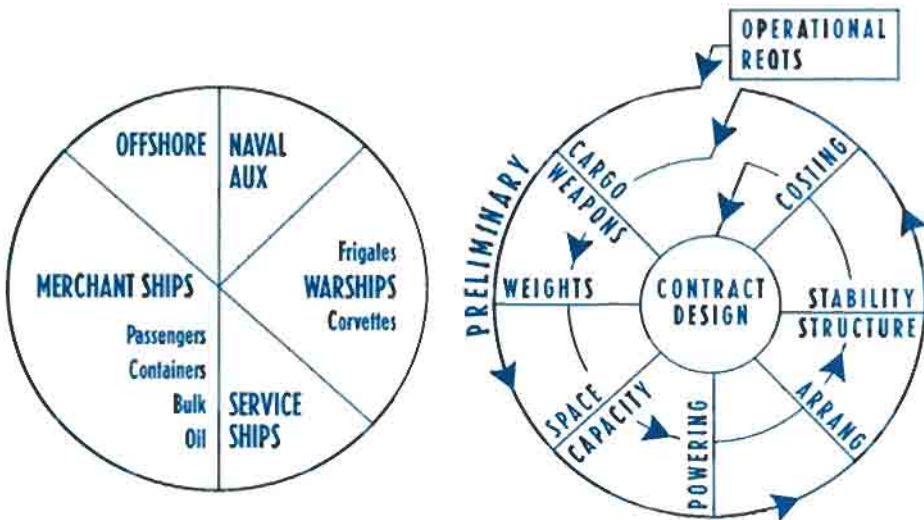 OFFSHORE
NAVAL
AUX
MERCHANT SHIPS
Passengers
Containers
Bulk
Oil
Frigales
WARSHIPS
Corvettes
SERVICE
SHIPS
OPERATIONAL
REQTS
PRELIMINARY
CARGO
WEAPONS
COSTING
WEIGHTS
CONTRACT
DESIGN
STABILITY
STRUCTURE
SPACE
CAPACITY
POWERING
ARRANG